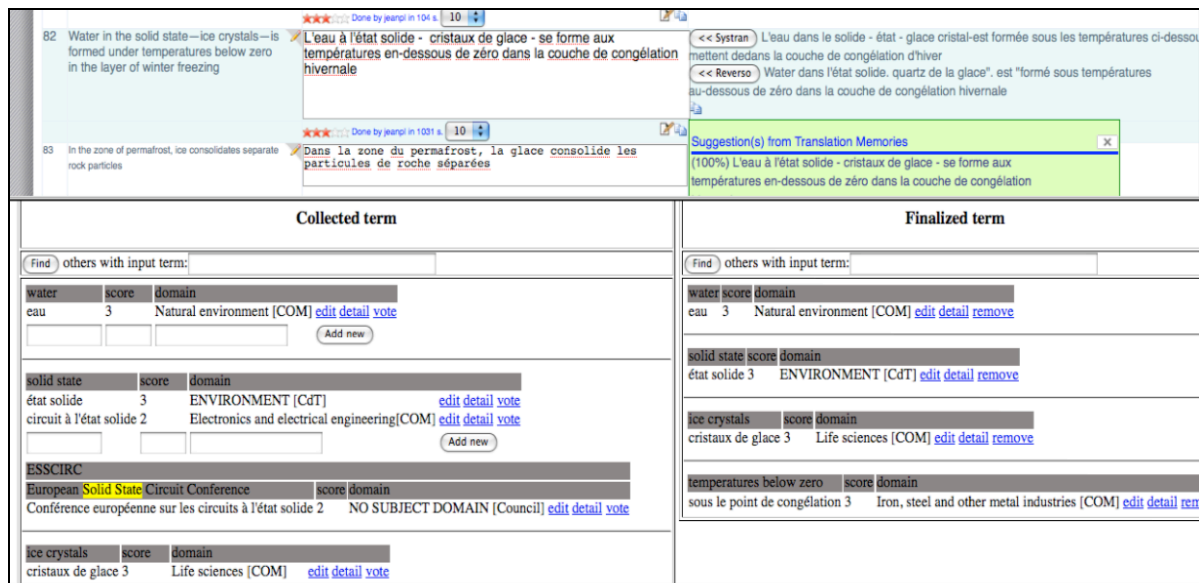 Done by jeanpl in 104 s. 10
82 Water in the solid state—ice crystals—is
formed under temperatures below zero
in the layer of winter freezing
L'eau à l'état solide - cristaux de glace - se forme aux
températures en-dessous de zéro dans la couche de congélation
hivernale
<< Systran L'eau dans le solide - état - glace cristal-est formée sous les températures ci-dessou
mettent dedans la couche de congélation d'hiver
<< Reverso Water dans l'état solide. quartz de la glace". est "formé sous températures
au-dessous de zéro dans la couche de congélation hivernale
Done by jeanpl in 1031 s. 10
83 In the zone of permafrost, ice consolidates separate
rock particles
Dans la zone du permafrost, la glace consolide les
particules de roche séparées
Suggestion(s) from Translation Memories X
(100%) L'eau à l'état solide - cristaux de glace - se forme aux
températures en-dessous de zéro dans la couche de congélation
Collected term
Find others with input term:
water score domain
eau 3 Natural environment [COM] edit detail vote
Add new
solid state score domain
état solide 3 ENVIRONMENT [CdT] edit detail vote
circuit à l'état solide 2 Electronics and electrical engineering[COM] edit detail vote
Add new
ESSCIRC
European Solid State Circuit Conference score domain
Conférence européenne sur les circuits à l'état solide 2 NO SUBJECT DOMAIN [Council] edit detail vote
ice crystals score domain
cristaux de glace 3 Life sciences [COM] edit detail vote
Finalized term
Find others with input term:
water score domain
eau 3 Natural environment [COM] edit detail remove
solid state score domain
état solide 3 ENVIRONMENT [CdT] edit detail remove
ice crystals score domain
cristaux de glace 3 Life sciences [COM] edit detail remove
temperatures below zero score domain
sous le point de congélation 3 Iron, steel and other metal industries [COM] edit detail rem